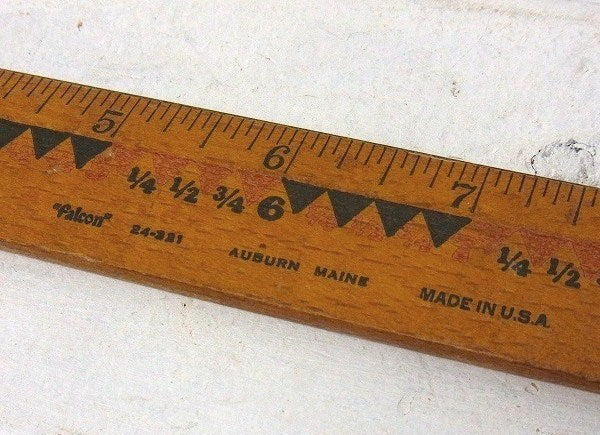 5 6 7
1/4 1/2 3/4 6 1/4 1/2
"Falcon" 24-221 AUBURN MAINE MADE IN U.S.A.